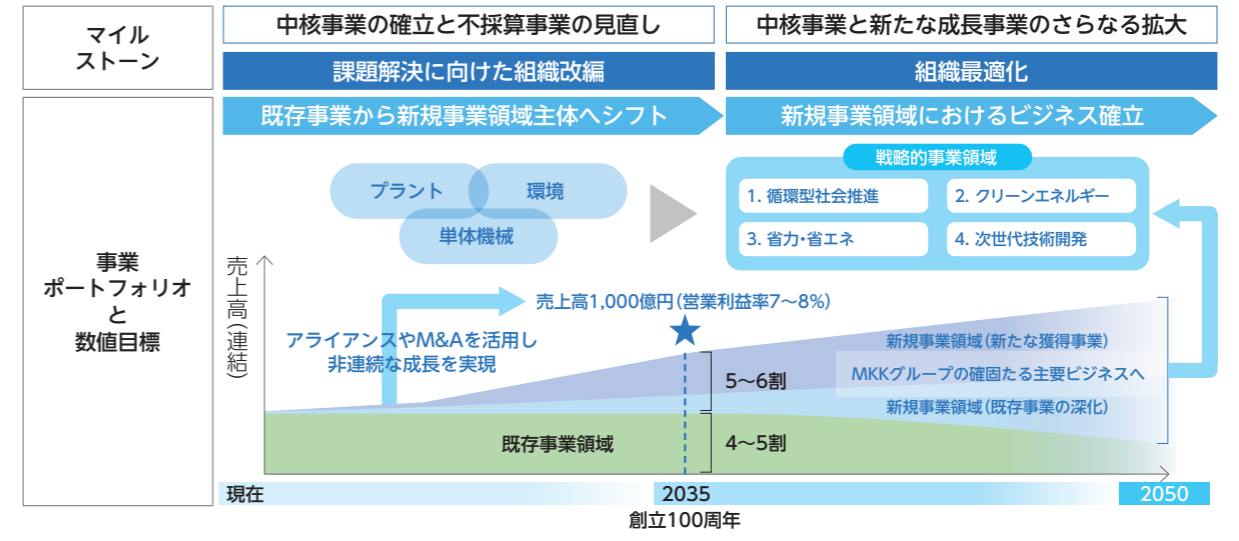 マイル
ストーン
中核事業の確立と不採算事業の見直し
中核事業と新たな成長事業のさらなる拡大
課題解決に向けた組織改編
組織最適化
事業
ポートフォリオ
と
数値目標
既存事業から新規事業領域主体へシフト
新規事業領域におけるビジネス確立
プラント
環境
単体機械
戦略的事業領域
1. 循環型社会推進
2. クリーンエネルギー
3. 省力・省エネ
4. 次世代技術開発
売上高(連結)
売上高1,000億円(営業利益率7～8%)
アライアンスやM&Aを活用し
非連続な成長を実現
5～6割
4～5割
新規事業領域(新たな獲得事業)
MKKグループの確固たる主要ビジネスへ
新規事業領域(既存事業の深化)
既存事業領域
現在
2035
2050
創立100周年